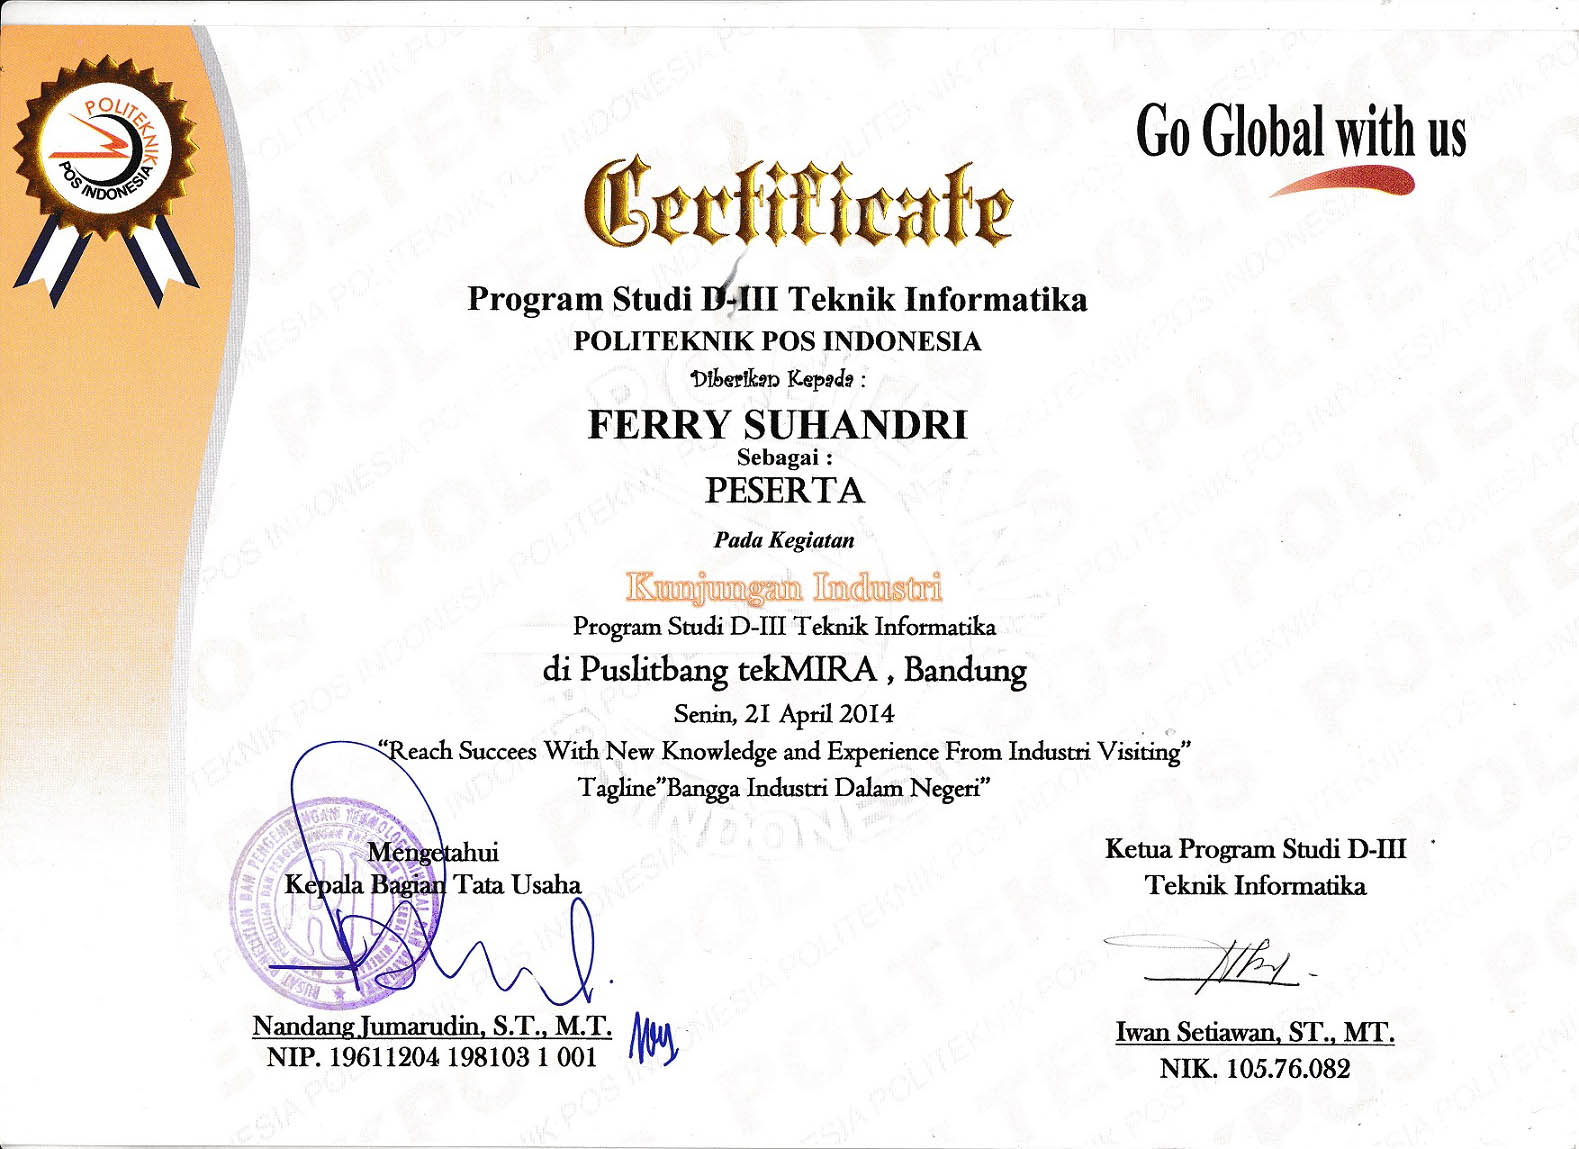 POLITEKNIK
POS INDONESIA
Go Global with us
Certificate
Program Studi D-III Teknik Informatika
POLITEKNIK POS INDONESIA
Diberikan Kepada :
FERRY SUHANDRI
Sebagai :
PESERTA
Pada Kegiatan
Kunjungan Industri
Program Studi D-III Teknik Informatika
di Puslitbang tekMIRA , Bandung
Senin, 21 April 2014
“Reach Succees With New Knowledge and Experience From Industri Visiting”
Tagline”Bangga Industri Dalam Negeri”
Mengetahui
Kepala Bagian Tata Usaha
Nandang Jumarudin, S.T., M.T.
NIP. 19611204 198103 1 001
Ketua Program Studi D-III
Teknik Informatika
Iwan Setiawan, ST., MT.
NIK. 105.76.082